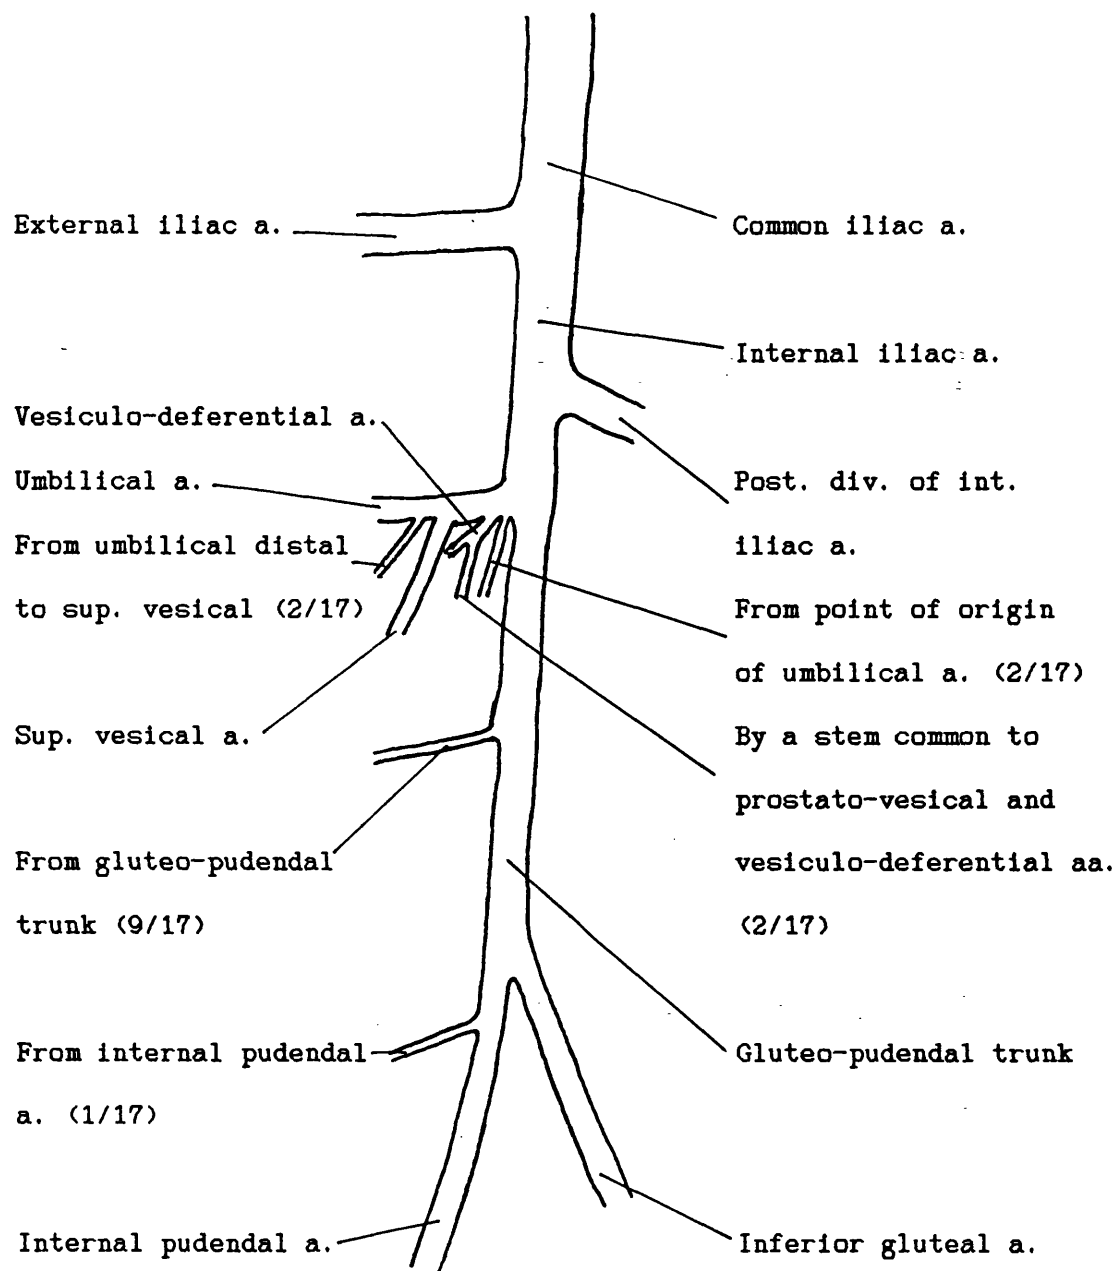 External iliac a.
Common iliac a.
Internal iliac a.
Vesiculo-deferential a.
Umbilical a.
From umbilical distal
to sup. vesical (2/17)
Post. div. of int.
iliac a.
From point of origin
of umbilical a. (2/17)
Sup. vesical a.
By a stem common to
prostato-vesical and
vesiculo-deferential aa.
(2/17)
From gluteo-pudendal
trunk (9/17)
From internal pudendal
a. (1/17)
Gluteo-pudendal trunk
Internal pudendal a.
Inferior gluteal a.